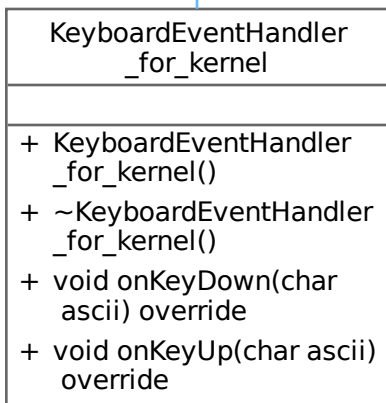 KeyboardEventHandler
_for_kernel
+ KeyboardEventHandler
_for_kernel()
+ ~KeyboardEventHandler
_for_kernel()
+ void onKeyDown(char
ascii) override
+ void onKeyUp(char ascii)
override